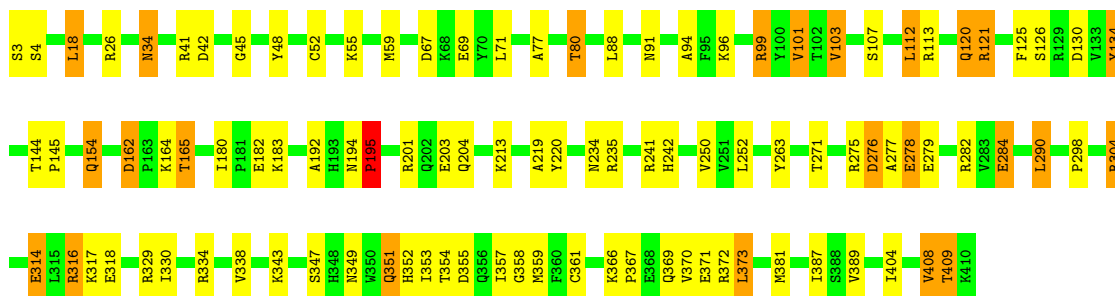 S3 S4 L18 R26 N34 R41 D42 G45 Y48 C52 K55 M59 D67 K68 E69 Y70 L71 A77 T80 L88 N91 A94 F95 K96 R99 Y100 V101 T102 V103 S107 L112 R113 Q120 R121 F125 S126 R129 D130 V133
T144 P145 Q154 D162 P163 K164 T165 I180 P181 E182 K183 A192 H193 N194 P195 R201 Q202 E203 Q204 K213 A219 Y220 N234 R235 R241 H242 V250 V251 L252 Y263 T271 R275 D276 A277 E278 E279 R282 V283 E284 L290 P298
E314 L315 R316 K317 E318 R329 I330 R334 V338 K343 S347 H348 N349 W350 Q351 H352 I353 T354 D355 Q356 I357 G358 M359 F360 C361 K366 P367 E368 Q369 V370 E371 R372 L373 M381 I387 S388 V389 I404 V408 T409 K410